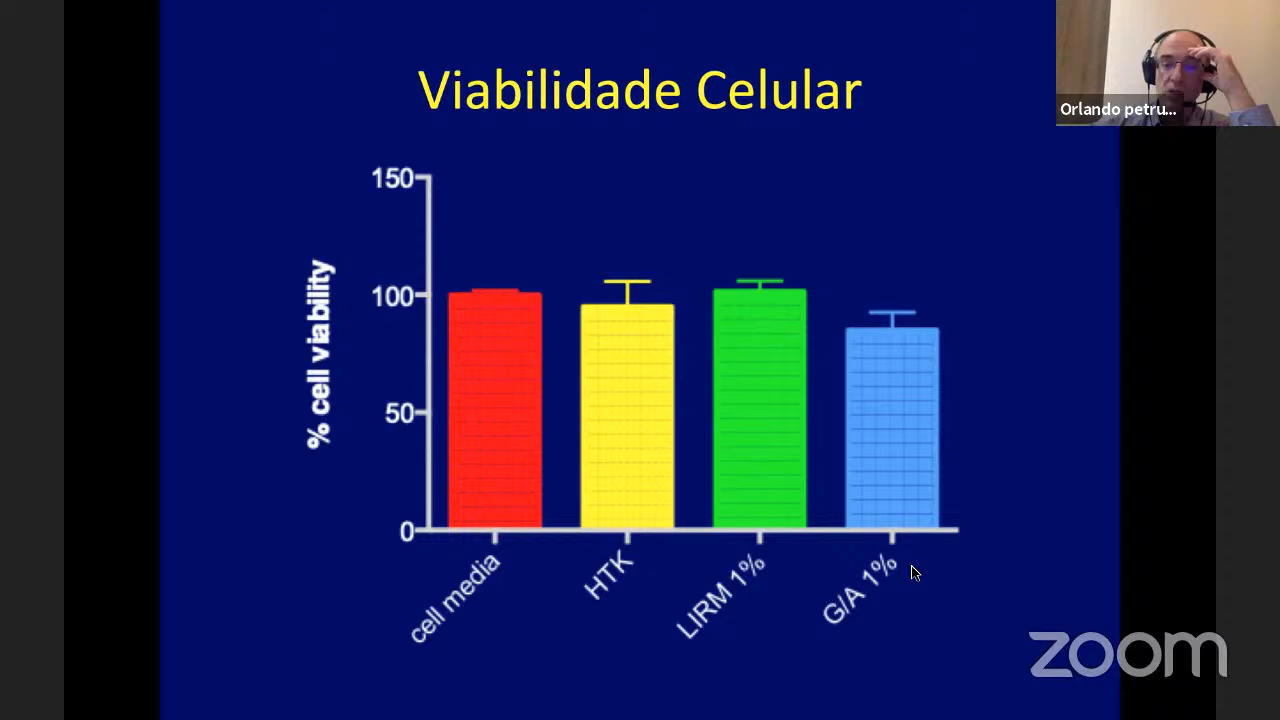 Viabilidade Celular
Orlando petru...
150
100
50
0
% cell viability
cell media
HTK
LIRM 1%
G/A 1%
zoom